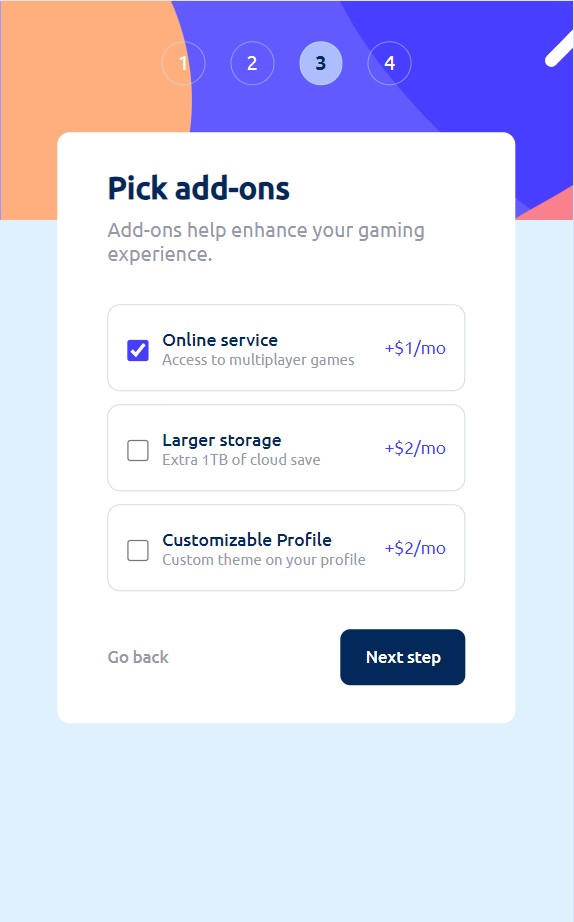 1 2 3 4
Pick add-ons
Add-ons help enhance your gaming
experience.
Online service
Access to multiplayer games
+$1/mo
Larger storage
Extra 1TB of cloud save
+$2/mo
Customizable Profile
Custom theme on your profile
+$2/mo
Go back
Next step